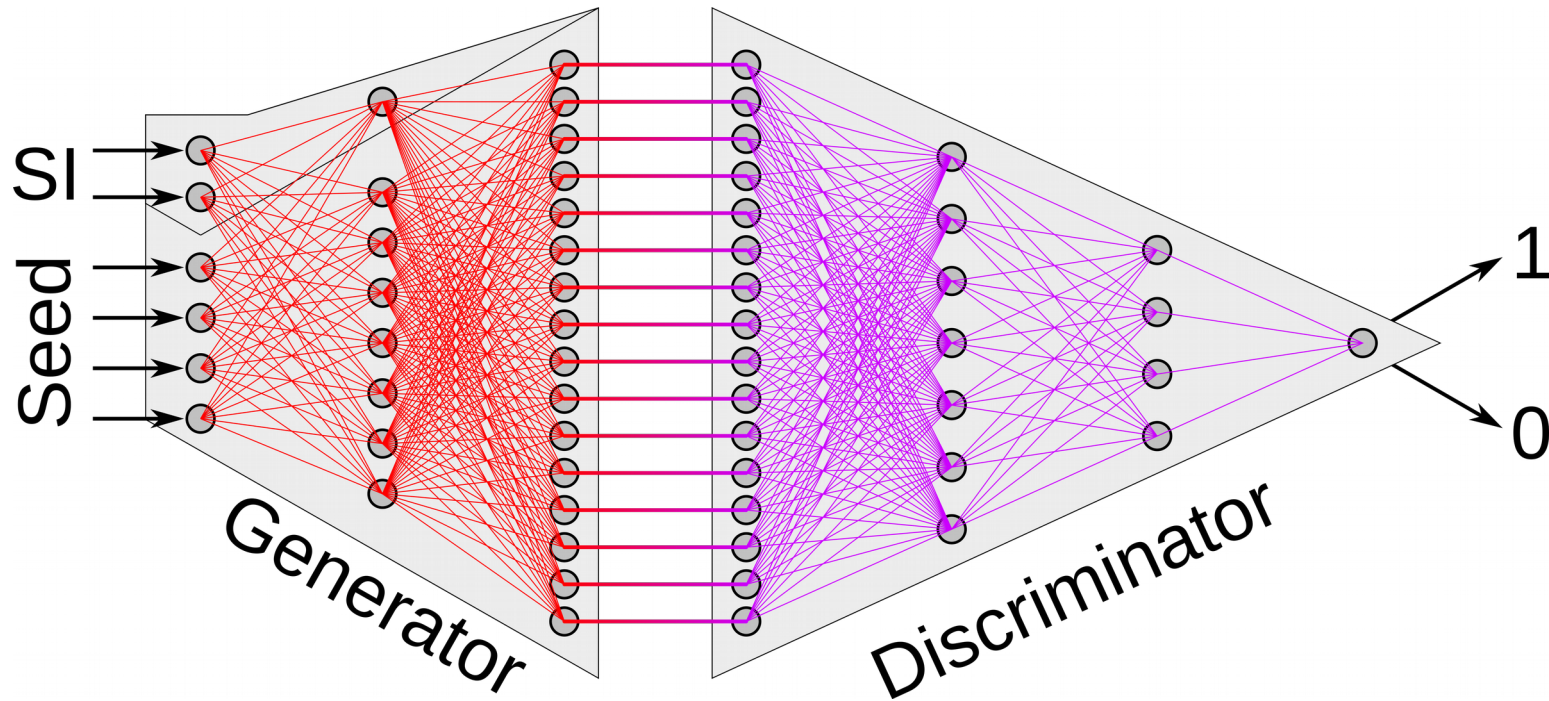 SI
Seed
Generator
Discriminator
1
0